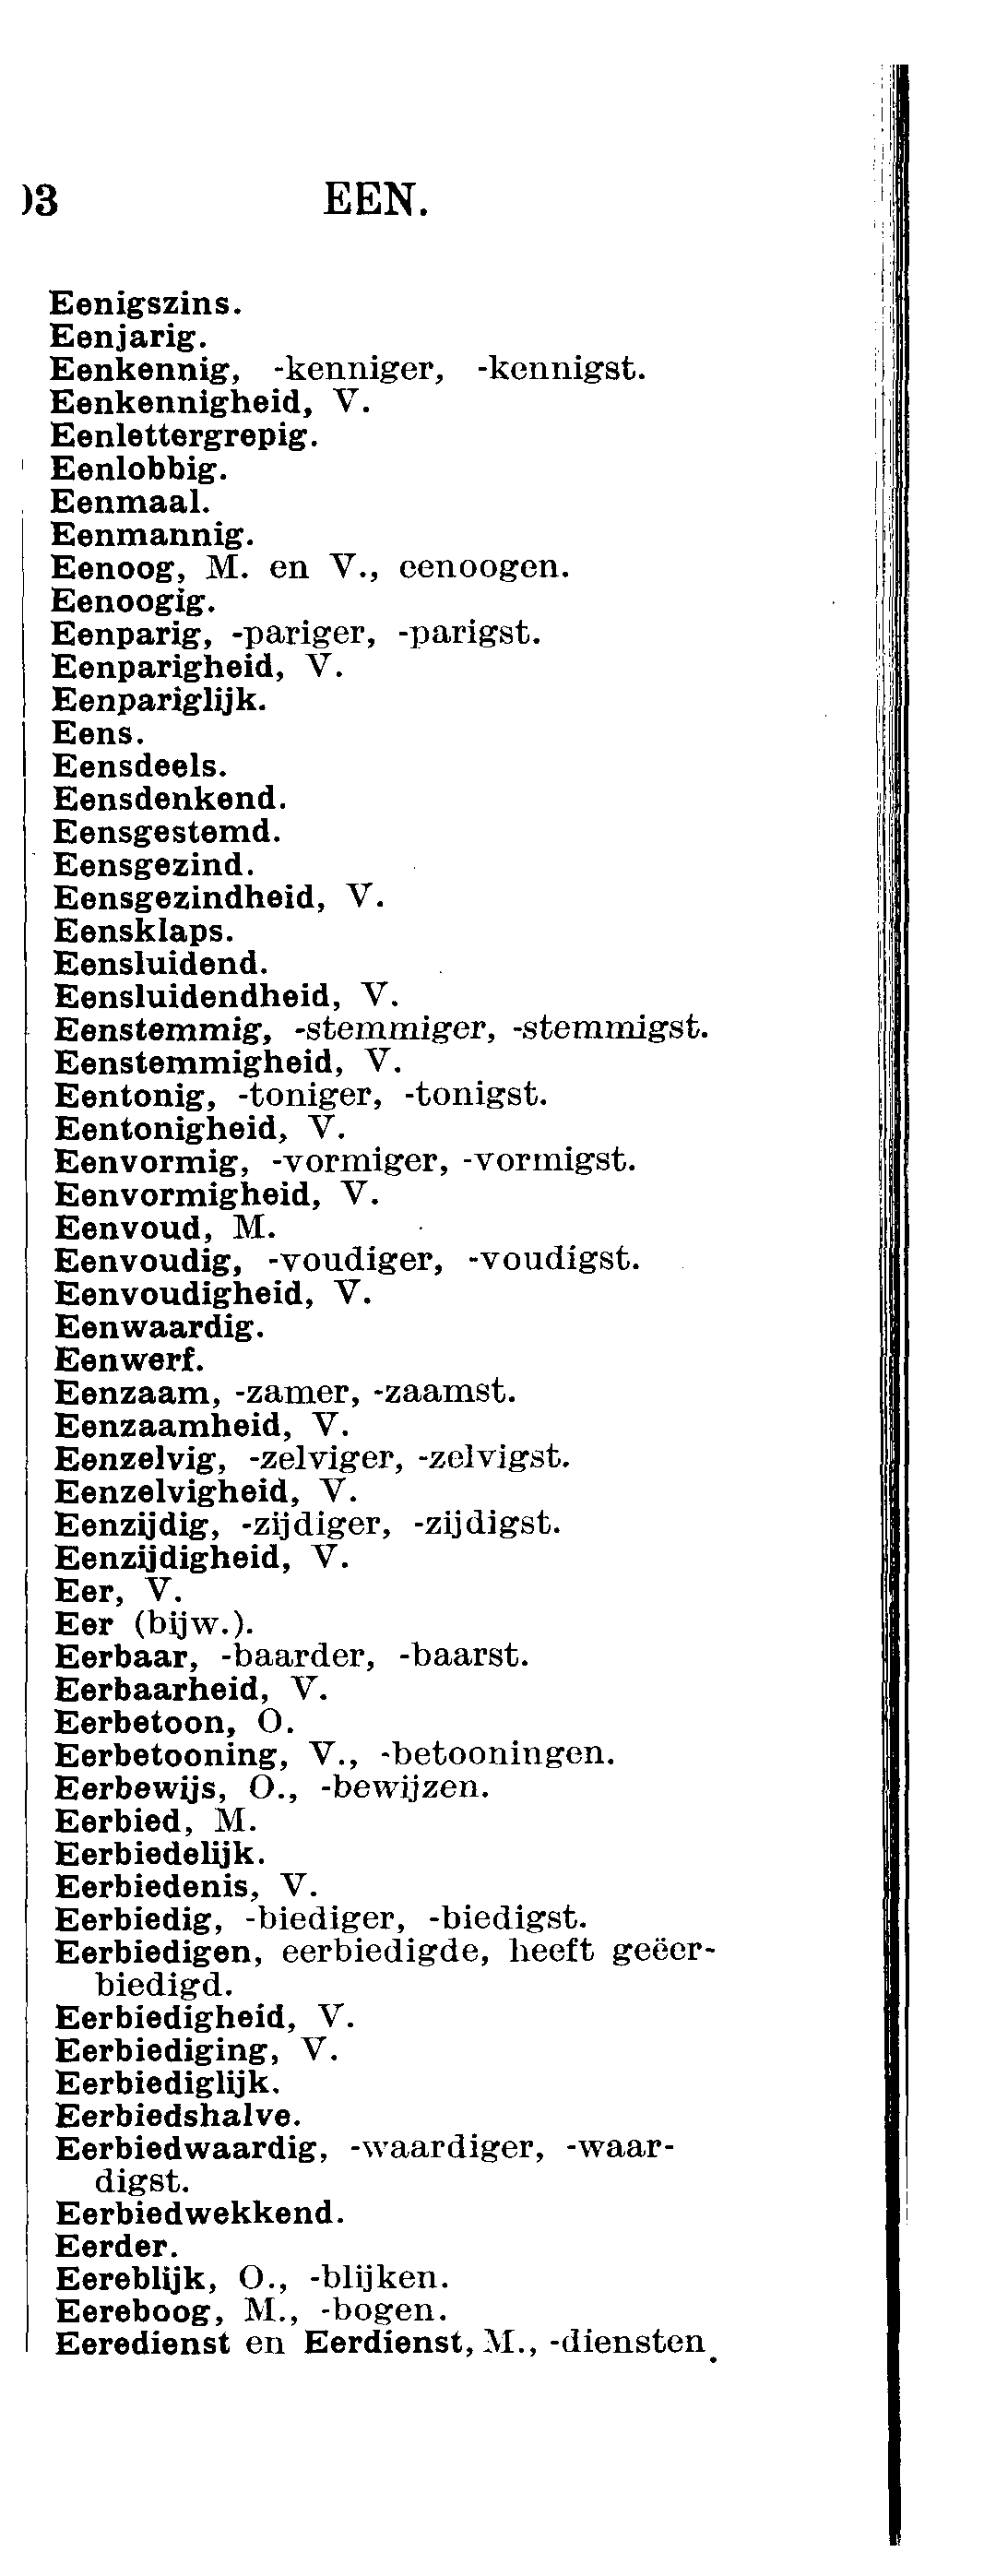 03 EEN.
Eenigszins.
Eenjarig.
Eenkennig, -kenniger, -kennigst.
Eenkennigheid, V.
Eenlettergrepig.
Eenlobbig.
Eenmaal.
Eenmannig.
Eenoog, M. en V., eenoogen.
Eenoogig.
Eenparig, -pariger, -parigst.
Eenparigheid, V.
Eenpariglijk.
Eens.
Eensdeels.
Eensdenkend.
Eensgestemd.
Eensgezind.
Eensgezindheid, V.
Eensklaps.
Eensluidend.
Eensluidendheid, V.
Eenstemmig, -stemmiger, -stemmigst.
Eenstemmigheid, V.
Eentonig, -toniger, -tonigst.
Eentonigheid, V.
Eenvormig, -vormiger, -vormigst.
Eenvormigheid, V.
Eenvoud, M.
Eenvoudig, -voudiger, -voudigst.
Eenvoudigheid, V.
Eenwaardig.
Eenwerf.
Eenzaam, -zamer, -zaamst.
Eenzaamheid, V.
Eenzelvig, -zelviger, -zelvigst.
Eenzelvigheid, V.
Eenzijdig, -zijdiger, -zijdigst.
Eenzijdigheid, V.
Eer, V.
Eer (bijw.).
Eerbaar, -baarder, -baarst.
Eerbaarheid, V.
Eerbetoon, O.
Eerbetooning, V., -betooningen.
Eerbewijs, O., -bewijzen.
Eerbied, M.
Eerbiedelijk.
Eerbiedenis, V.
Eerbiedig, -biediger, -biedigst.
Eerbiedigen, eerbiedigde, heeft geëer-
biedigd.
Eerbiedigheid, V.
Eerbiediging, V.
Eerbiediglijk.
Eerbiedshalve.
Eerbiedwaardig, -waardiger, -waar-
digst.
Eerbiedwekkend.
Eerder.
Eereblijk, O., -blijken.
Eereboog, M., -bogen.
Eeredienst en Eerdienst, M., -diensten.